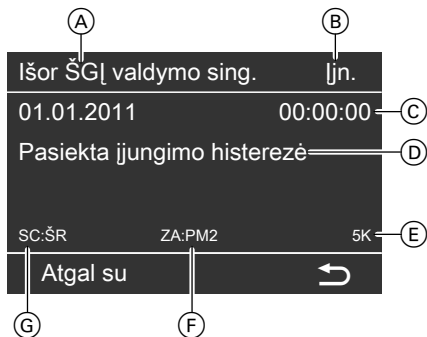 A B
Išor ŠGĮ valdymo sing. Įjn.
01.01.2011 00:00:00 C
Pasiekta įjungimo histerezė D
SC:ŠR ZA:PM2 5K E
Atgal su
G F